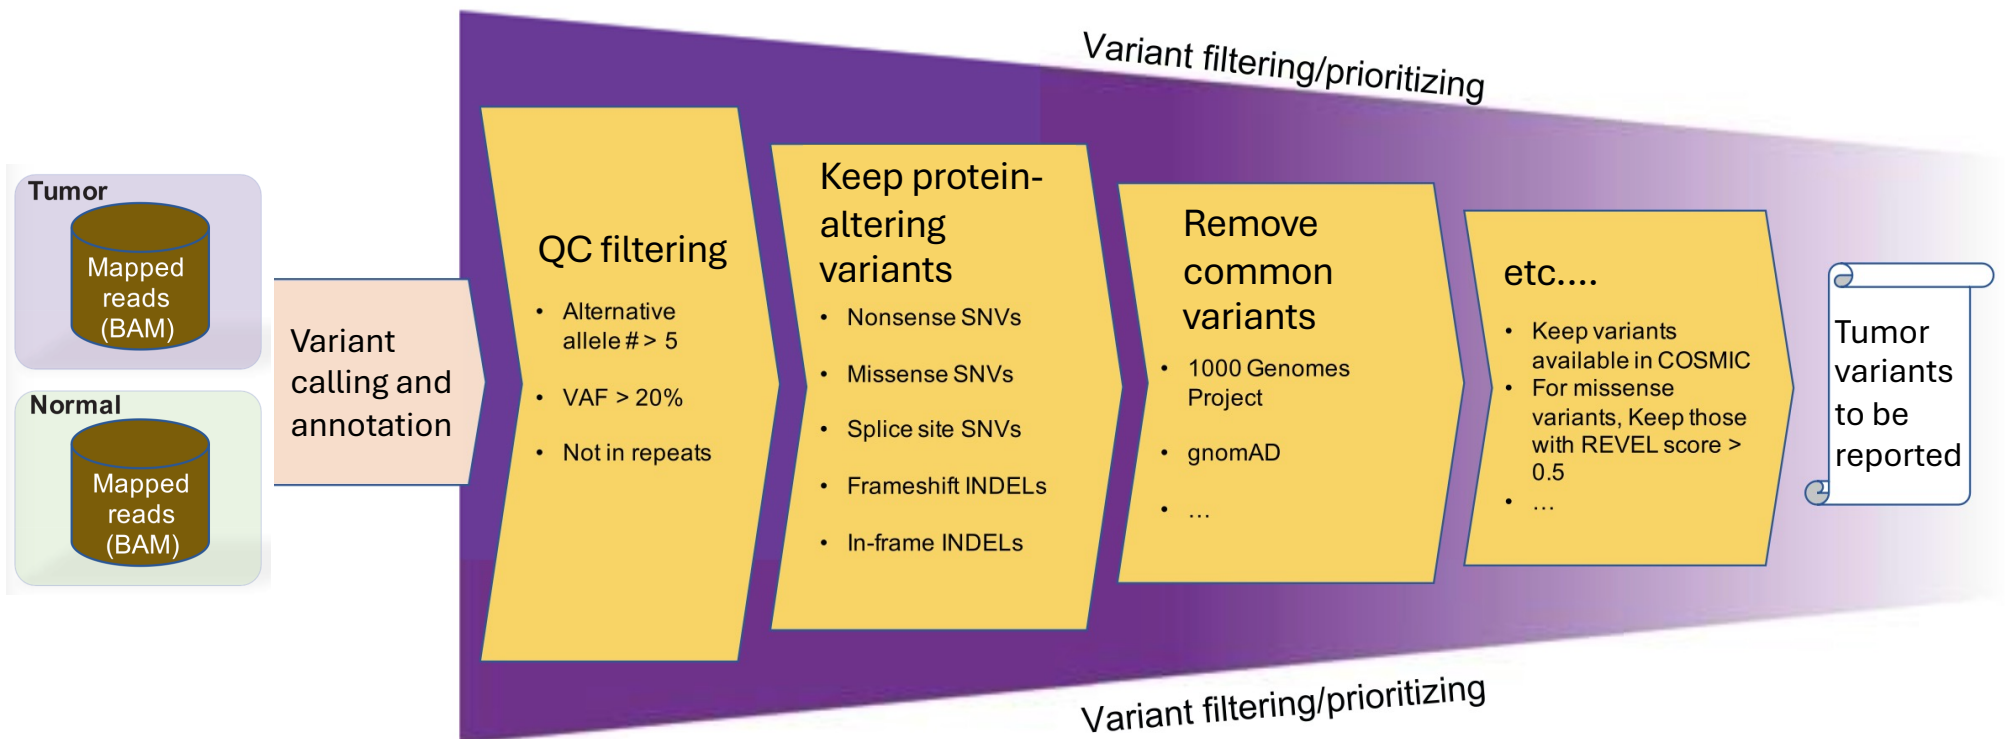 Tumor
Mapped
reads
(BAM)
Normal
Mapped
reads
(BAM)
Variant
calling and
annotation
Variant filtering/prioritizing
QC filtering
• Alternative
allele # > 5
• VAF > 20%
• Not in repeats
Keep protein-
altering
variants
• Nonsense SNVs
• Missense SNVs
• Splice site SNVs
• Frameshift INDELs
• In-frame INDELs
Remove
common
variants
• 1000 Genomes
Project
• gnomAD
• ...
etc....
• Keep variants
available in COSMIC
• For missense
variants, Keep those
with REVEL score >
0.5
• ...
Tumor
variants
to be
reported
Variant filtering/prioritizing